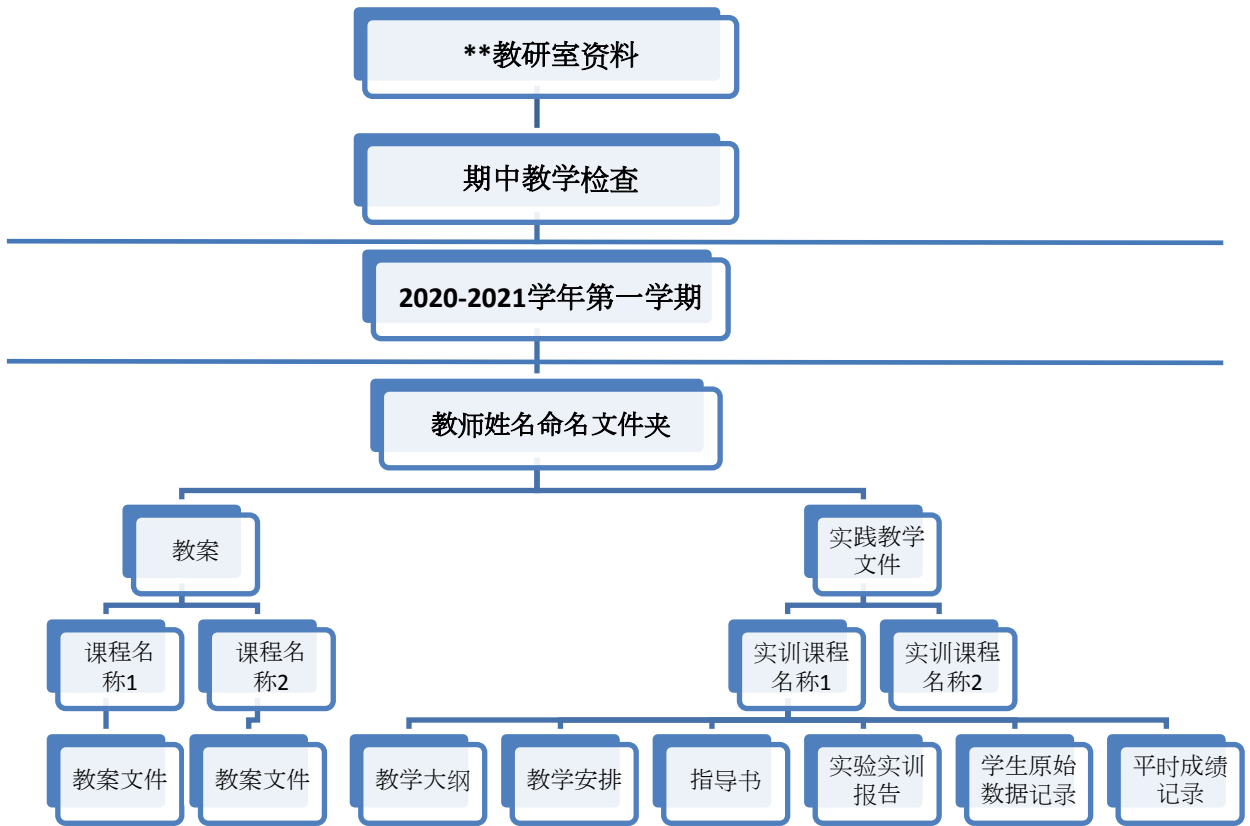 **教研室资料
期中教学检查
2020-2021学年第一学期
教师姓名命名文件夹
教案
实践教学
文件
课程名
称1
课程名
称2
实训课程
名称1
实训课程
名称2
教案文件
教案文件
教学大纲
教学安排
指导书
实验实训
报告
学生原始
数据记录
平时成绩
记录